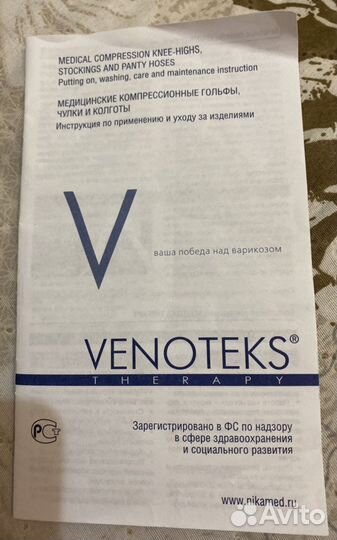 MEDICAL COMPRESSION KNEE-HIGHS,
STOCKINGS AND PANTY HOSES
Putting on, washing, care and maintenance instruction
МЕДИЦИНСКИЕ КОМПРЕССИОННЫЕ ГОЛЬФЫ,
ЧУЛКИ И КОЛГОТЫ
Инструкция по применению и уходу за изделиями
V
ваша победа над варикозом
VENOTEKS®
THERAPY
РСТ
Зарегистрировано в ФС по надзору
в сфере здравоохранения
и социального развития
www.nikamed.ru
Avito